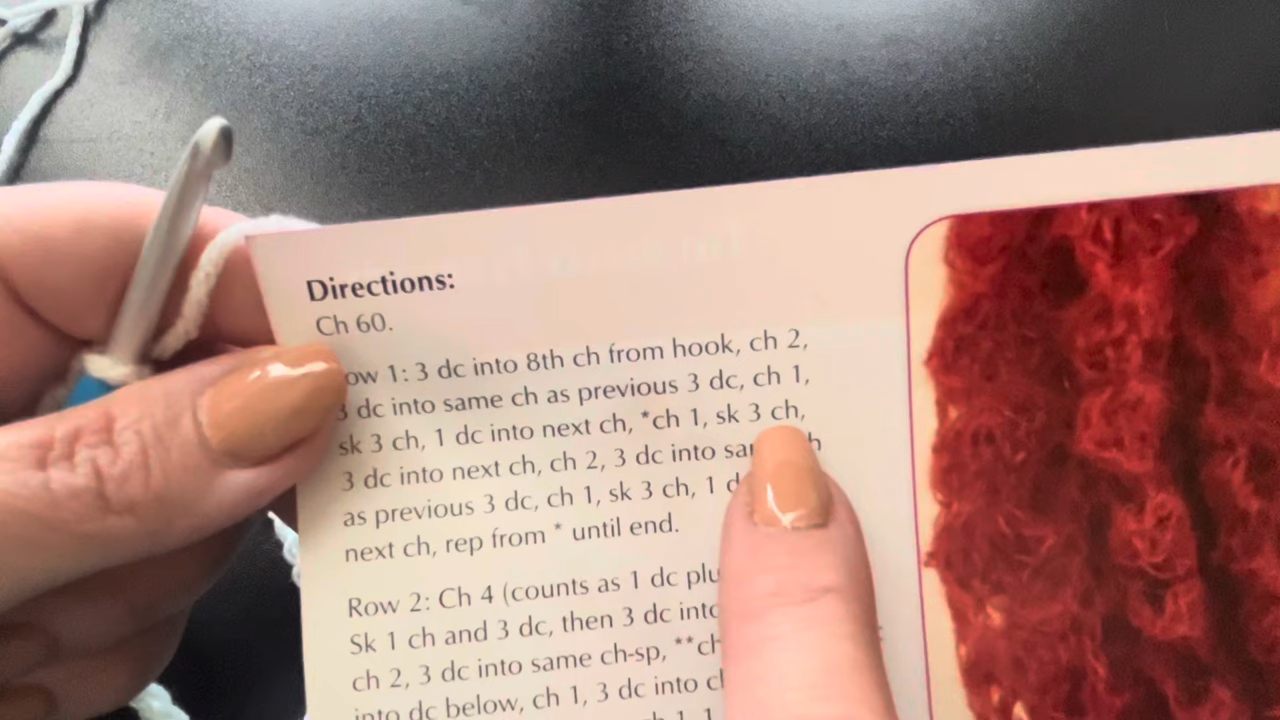 Directions:
Ch 60.
ow 1: 3 dc into 8th ch from hook, ch 2,
3 dc into same ch as previous 3 dc, ch 1,
sk 3 ch, 1 dc into next ch, *ch 1, sk 3 ch,
3 dc into next ch, ch 2, 3 dc into
as previous 3 dc, ch 1, sk 3 ch, 1
next ch, rep from * until end.
Row 2: Ch 4 (counts as 1 dc
Sk 1 ch and 3 dc, then 3 dc
ch 2, 3 dc into same ch-sp, **
into dc below, ch 1, 3 dc into